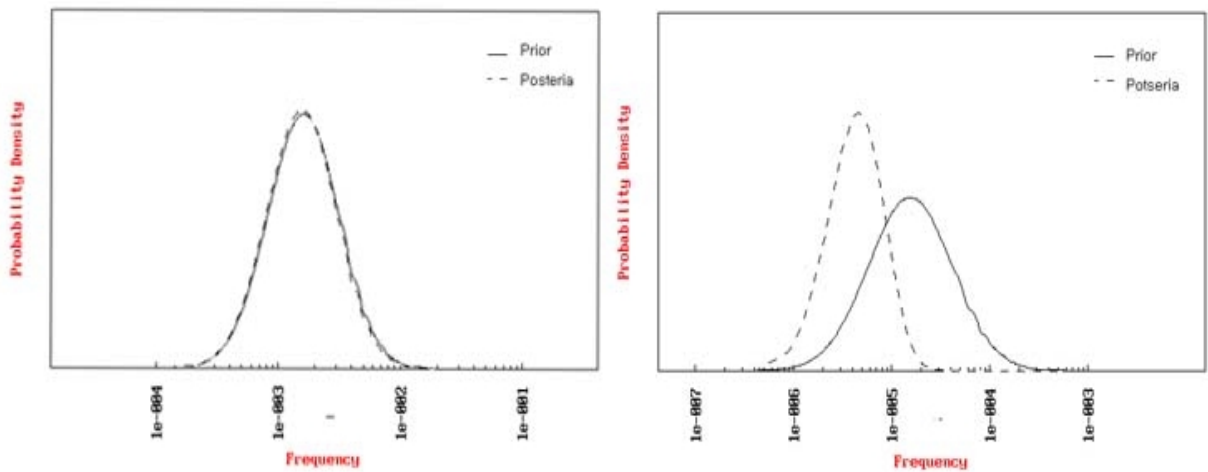 Prior
Posteria
Probability Density
1e-004
1e-003
1e-002
1e-001
Frequency
Prior
Potseria
Probability Density
1e-007
1e-006
1e-005
1e-004
1e-003
Frequency